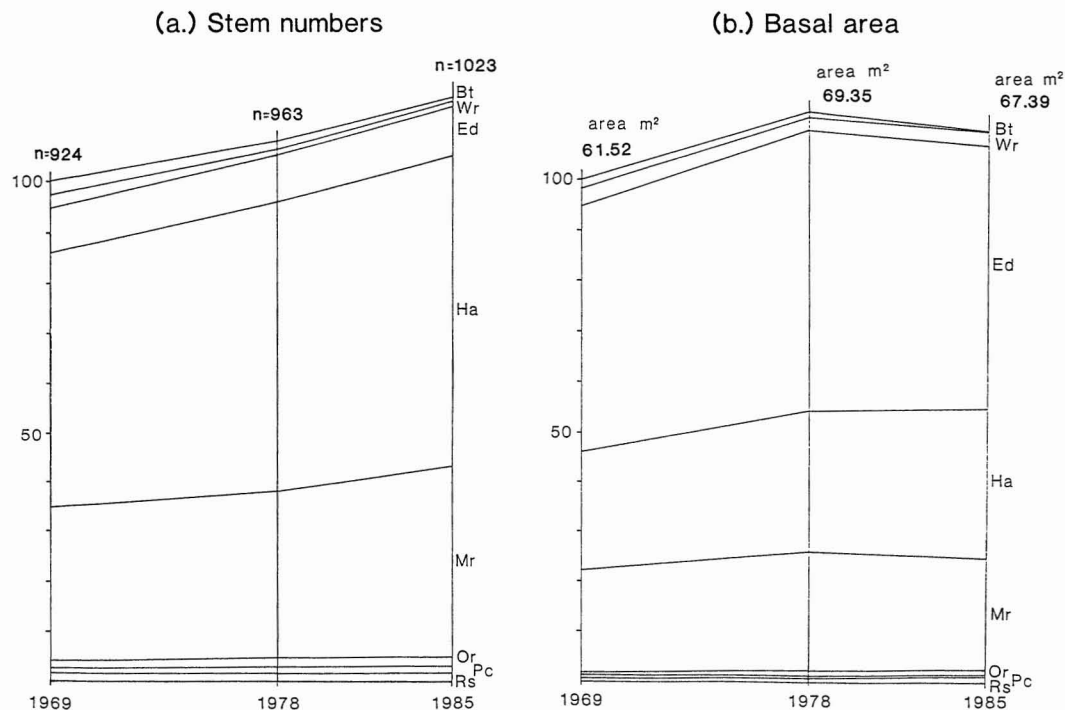 (a.) Stem numbers
n=1023
n=963
n=924
100
50
Bt
Wr
Ed
Ha
Mr
Or
Pc
Rs
1969
1978
1985
(b.) Basal area
area m²
69.35
area m²
67.39
area m²
61.52
100
50
Bt
Wr
Ed
Ha
Mr
Or
Pc
Rs
1969
1978
1985